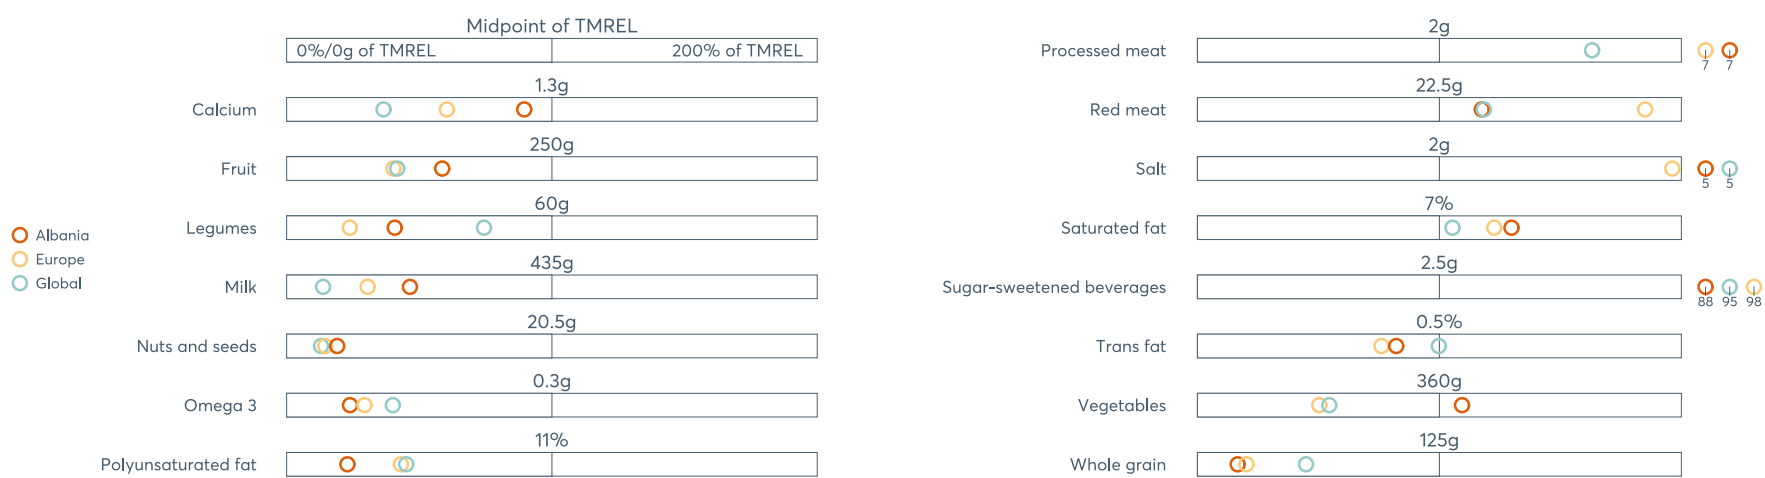 Midpoint of TMREL
0%/0g of TMREL 200% of TMREL
Calcium 1.3g
Fruit 250g
Legumes 60g
Milk 435g
Nuts and seeds 20.5g
Omega 3 0.3g
Polyunsaturated fat 11%
Albania
Europe
Global
Processed meat 2g 7 7
Red meat 22.5g
Salt 2g 5 5
Saturated fat 7%
Sugar-sweetened beverages 2.5g 88 95 98
Trans fat 0.5%
Vegetables 360g
Whole grain 125g